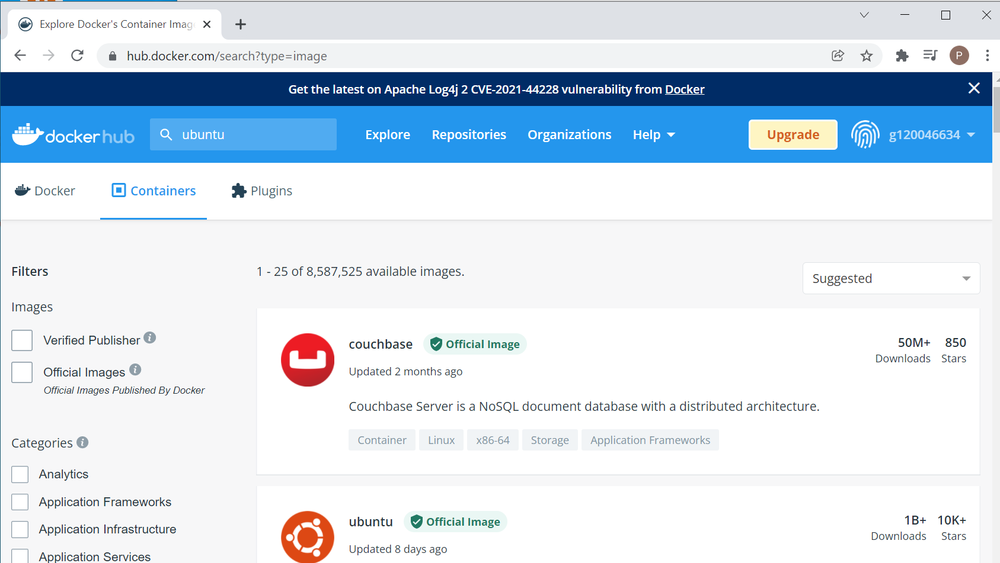 Explore Docker's Container Imag
hub.docker.com/search?type=image
P
Get the latest on Apache Log4j 2 CVE-2021-44228 vulnerability from Docker
docker hub
ubuntu
Explore
Repositories
Organizations
Help
Upgrade
g120046634
Docker
Containers
Plugins
Filters
1 - 25 of 8,587,525 available images.
Suggested
Images
Verified Publisher
Official Images
Official Images Published By Docker
Categories
Analytics
Application Frameworks
Application Infrastructure
Application Services
couchbase
Official Image
50M+
850
Downloads
Stars
Updated 2 months ago
Couchbase Server is a NoSQL document database with a distributed architecture.
Container
Linux
x86-64
Storage
Application Frameworks
ubuntu
Official Image
1B+
10K+
Downloads
Stars
Updated 8 days ago